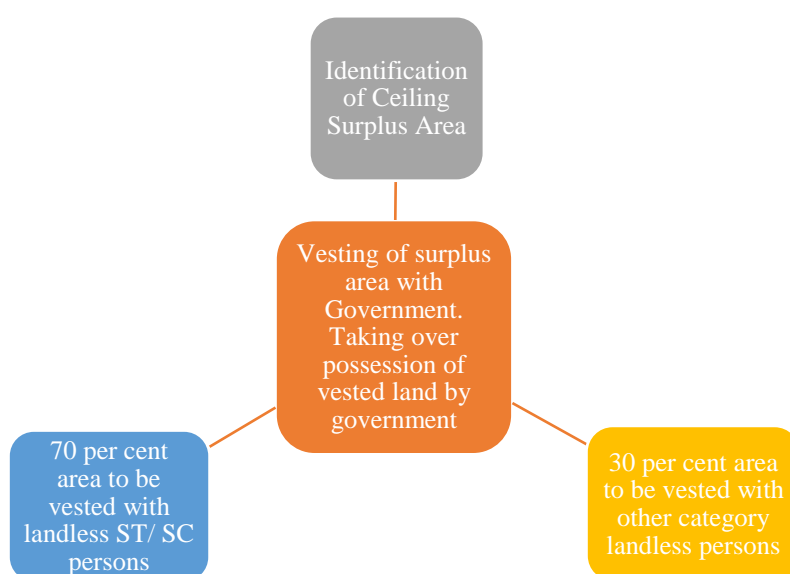 Identification
of Ceiling
Surplus Area
Vesting of surplus
area with
Government.
Taking over
possession of
vested land by
government
70 per cent
area to be
vested with
landless ST/ SC
persons
30 per cent area
to be vested with
other category
landless persons